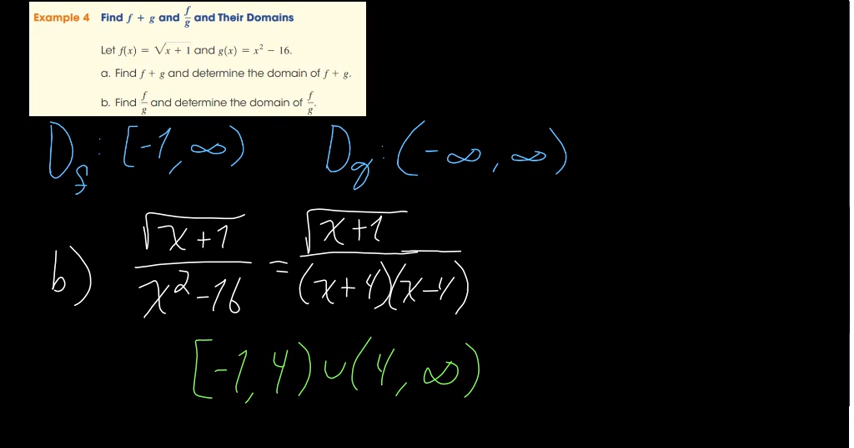 Example 4 Find f + g and f/g and Their Domains
Let f(x) = √(x + 1) and g(x) = x² − 16.
a. Find f + g and determine the domain of f + g.
b. Find f/g and determine the domain of f/g.
D_f : [-1, ∞) D_g : (-∞, ∞)
b) √(x+1)/(x²-16) = √(x+1)/((x+4)(x-4))
[-1, 4) ∪ (4, ∞)